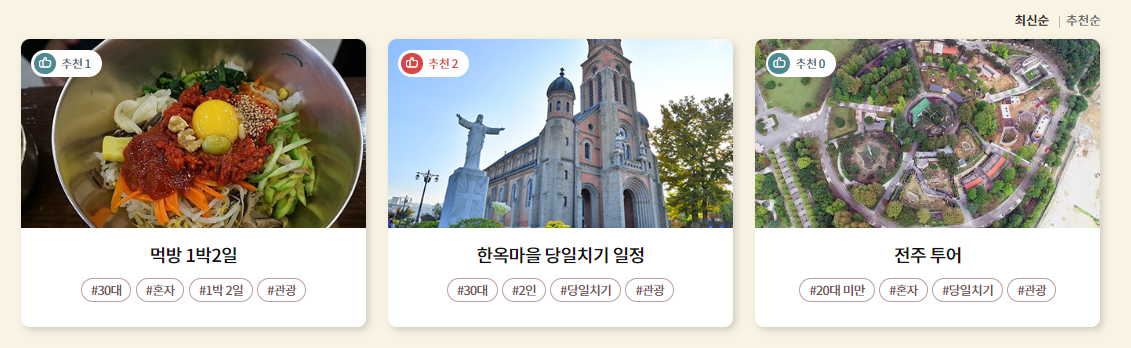 최신순 | 추천순
추천 1
추천 2
추천 0
먹방 1박2일
#30대 #혼자 #1박 2일 #관광
한옥마을 당일치기 일정
#30대 #2인 #당일치기 #관광
전주 투어
#20대 미만 #혼자 #당일치기 #관광